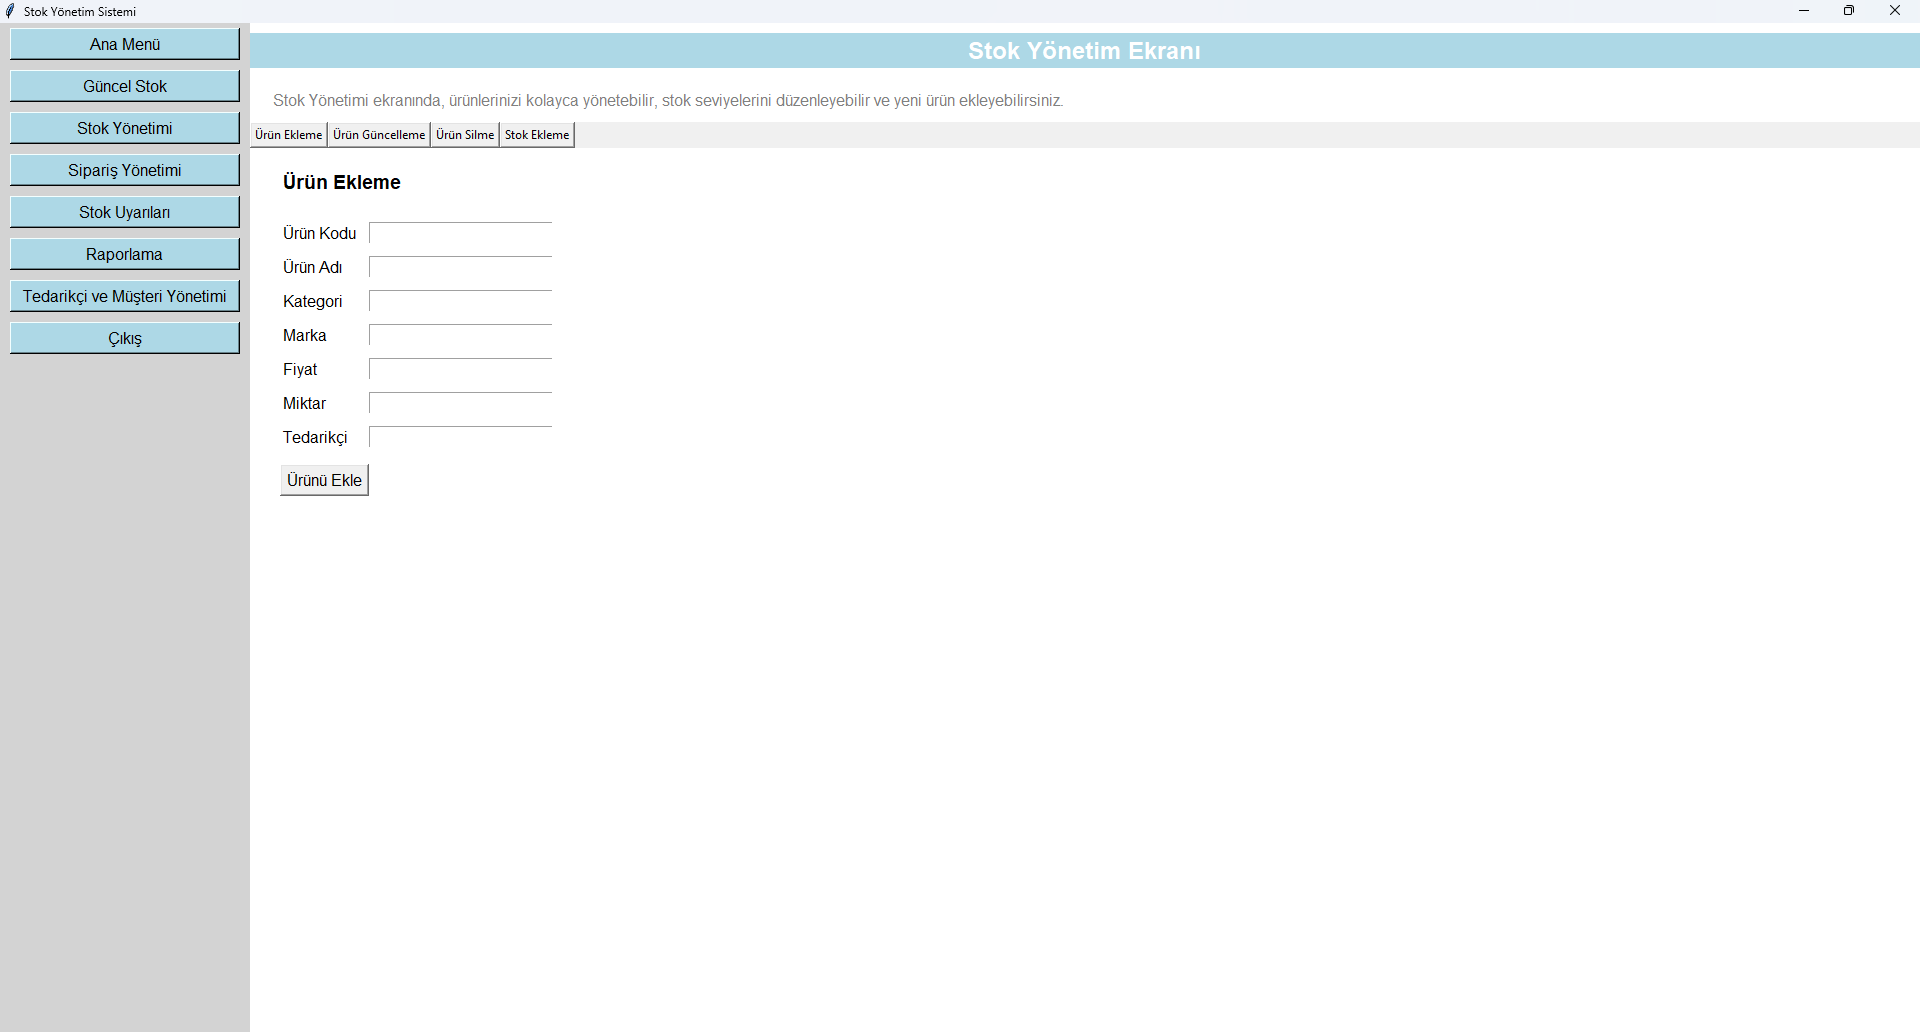 Stok Yönetim Sistemi
Ana Menü
Güncel Stok
Stok Yönetimi
Sipariş Yönetimi
Stok Uyarıları
Raporlama
Tedarikçi ve Müşteri Yönetimi
Çıkış
Stok Yönetim Ekranı
Stok Yönetimi ekranında, ürünlerinizi kolayca yönetebilir, stok seviyelerini düzenleyebilir ve yeni ürün ekleyebilirsiniz.
Ürün Ekleme Ürün Güncelleme Ürün Silme Stok Ekleme
Ürün Ekleme
Ürün Kodu
Ürün Adı
Kategori
Marka
Fiyat
Miktar
Tedarikçi
Ürünü Ekle